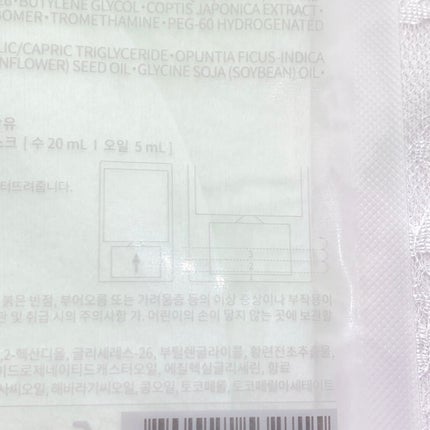 26·BUTYLENE GLYCOL·COPTIS JAPONICA EXTRACT·
OMER·TROMETHAMINE·PEG-60 HYDROGENATED
LIC/CAPRIC TRIGLYCERIDE·OPUNTIA FICUS-INDICA
NFLOWER) SEED OIL·GLYCINE SOJA (SOYBEAN) OIL·
유
스크 [ 수 20 mL I 오일 5 mL ]
터뜨려줍니다.
붉은 반점, 부어오름 또는 가려움증 등의 이상 증상이나 부작용이
관 및 취급 시의 주의사항 가. 어린이의 손이 닿지 않는 곳에 보관할
,2-헥산디올, 글리세레스-26, 부틸렌글라이콜, 황련전초추출물,
이드로제네이티드캐스터오일, 에칠헥실글리세린, 향료
사씨오일, 해바라기씨오일, 콩오일, 토코페롤, 토코페릴아세테이트